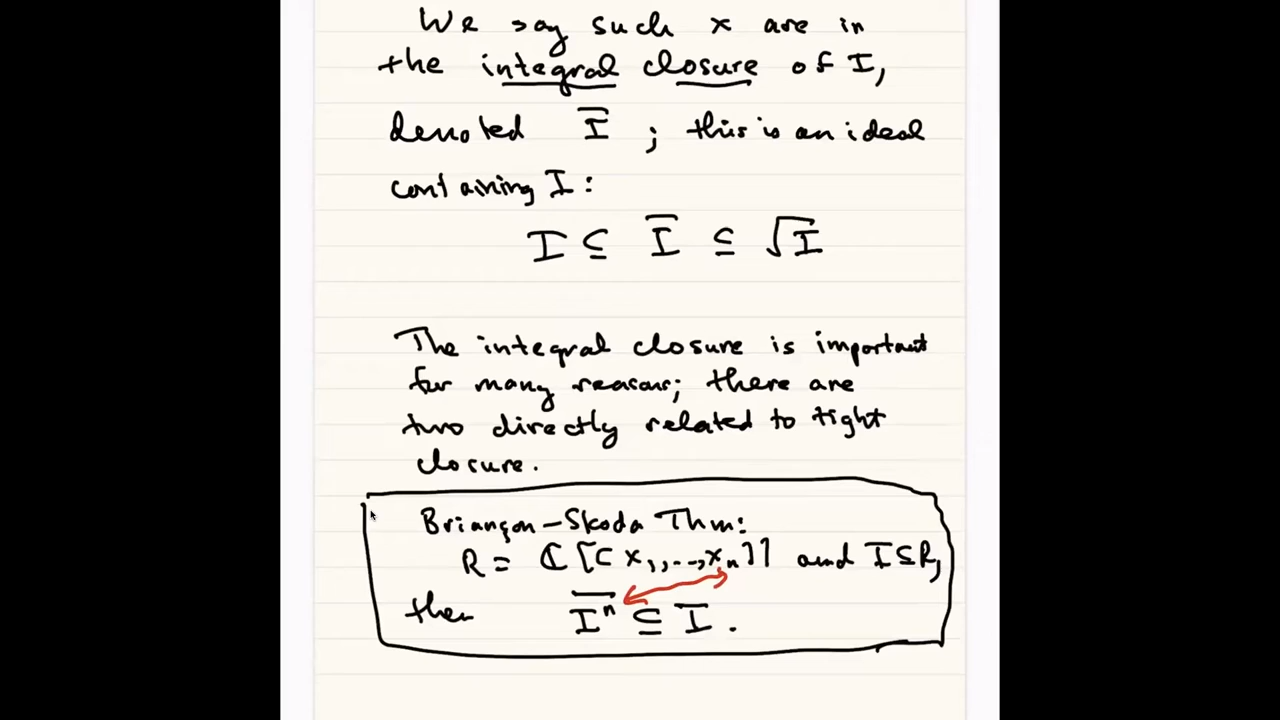 We say such x are in
the integral closure of I,
denoted Ī ; this is an ideal
containing I:
I ⊆ Ī ⊆ √I
The integral closure is important
for many reasons; there are
two directly related to tight
closure.
Briançon-Skoda Thm:
R = ℂ[[x₁,...,xₙ]] and I⊆R,
then \overline{Iⁿ} ⊆ I.